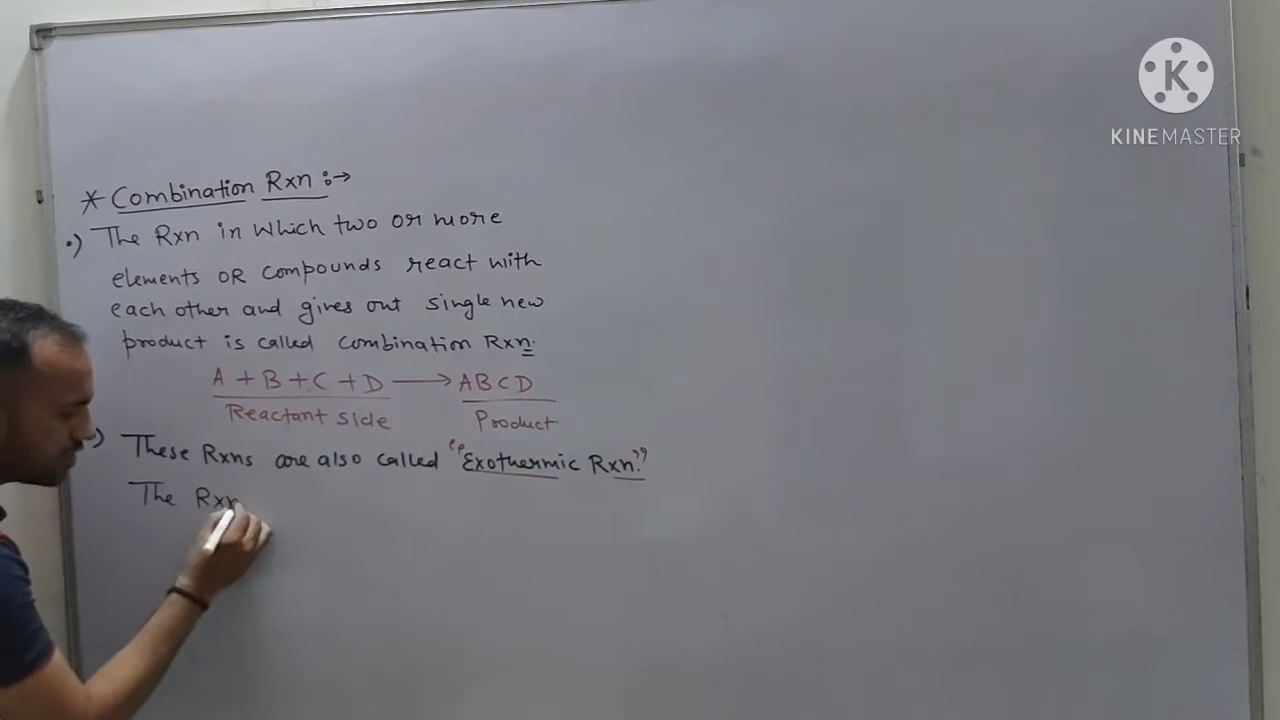 K
KINEMASTER
* Combination Rxn :→
•) The Rxn in which two or more
elements OR compounds react with
each other and gives out single new
product is called combination Rxn.
A + B + C + D ⟶ ABCD
Reactant side Product
) These Rxns are also called "Exothermic Rxn."
The Rxn